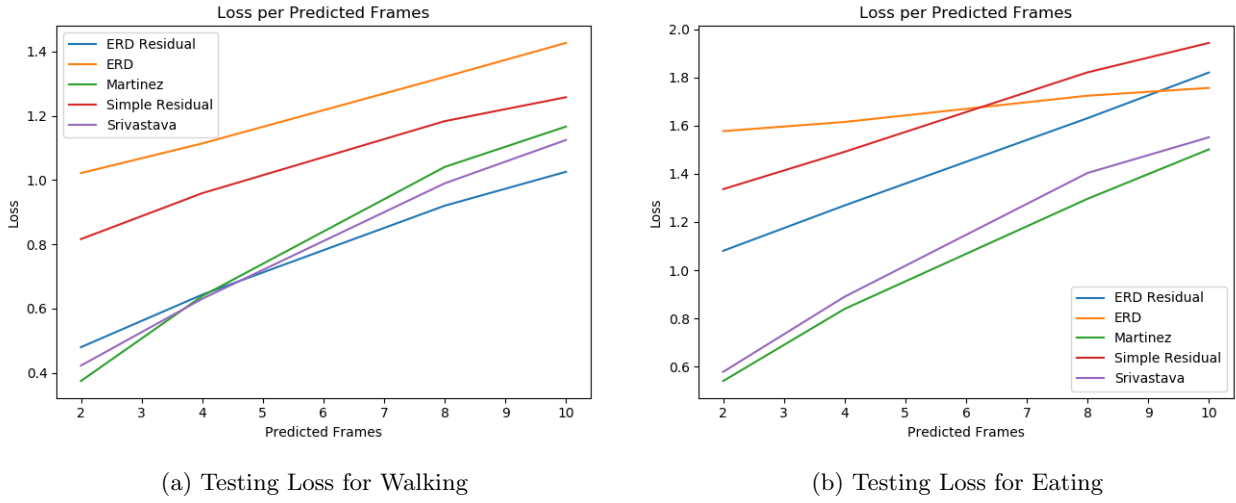 Loss per Predicted Frames
1.4
1.2
1.0
0.8
0.6
0.4
Loss
ERD Residual
ERD
Martinez
Simple Residual
Srivastava
2 3 4 5 6 7 8 9 10
Predicted Frames
(a) Testing Loss for Walking
Loss per Predicted Frames
2.0
1.8
1.6
1.4
1.2
1.0
0.8
0.6
Loss
ERD Residual
ERD
Martinez
Simple Residual
Srivastava
2 3 4 5 6 7 8 9 10
Predicted Frames
(b) Testing Loss for Eating